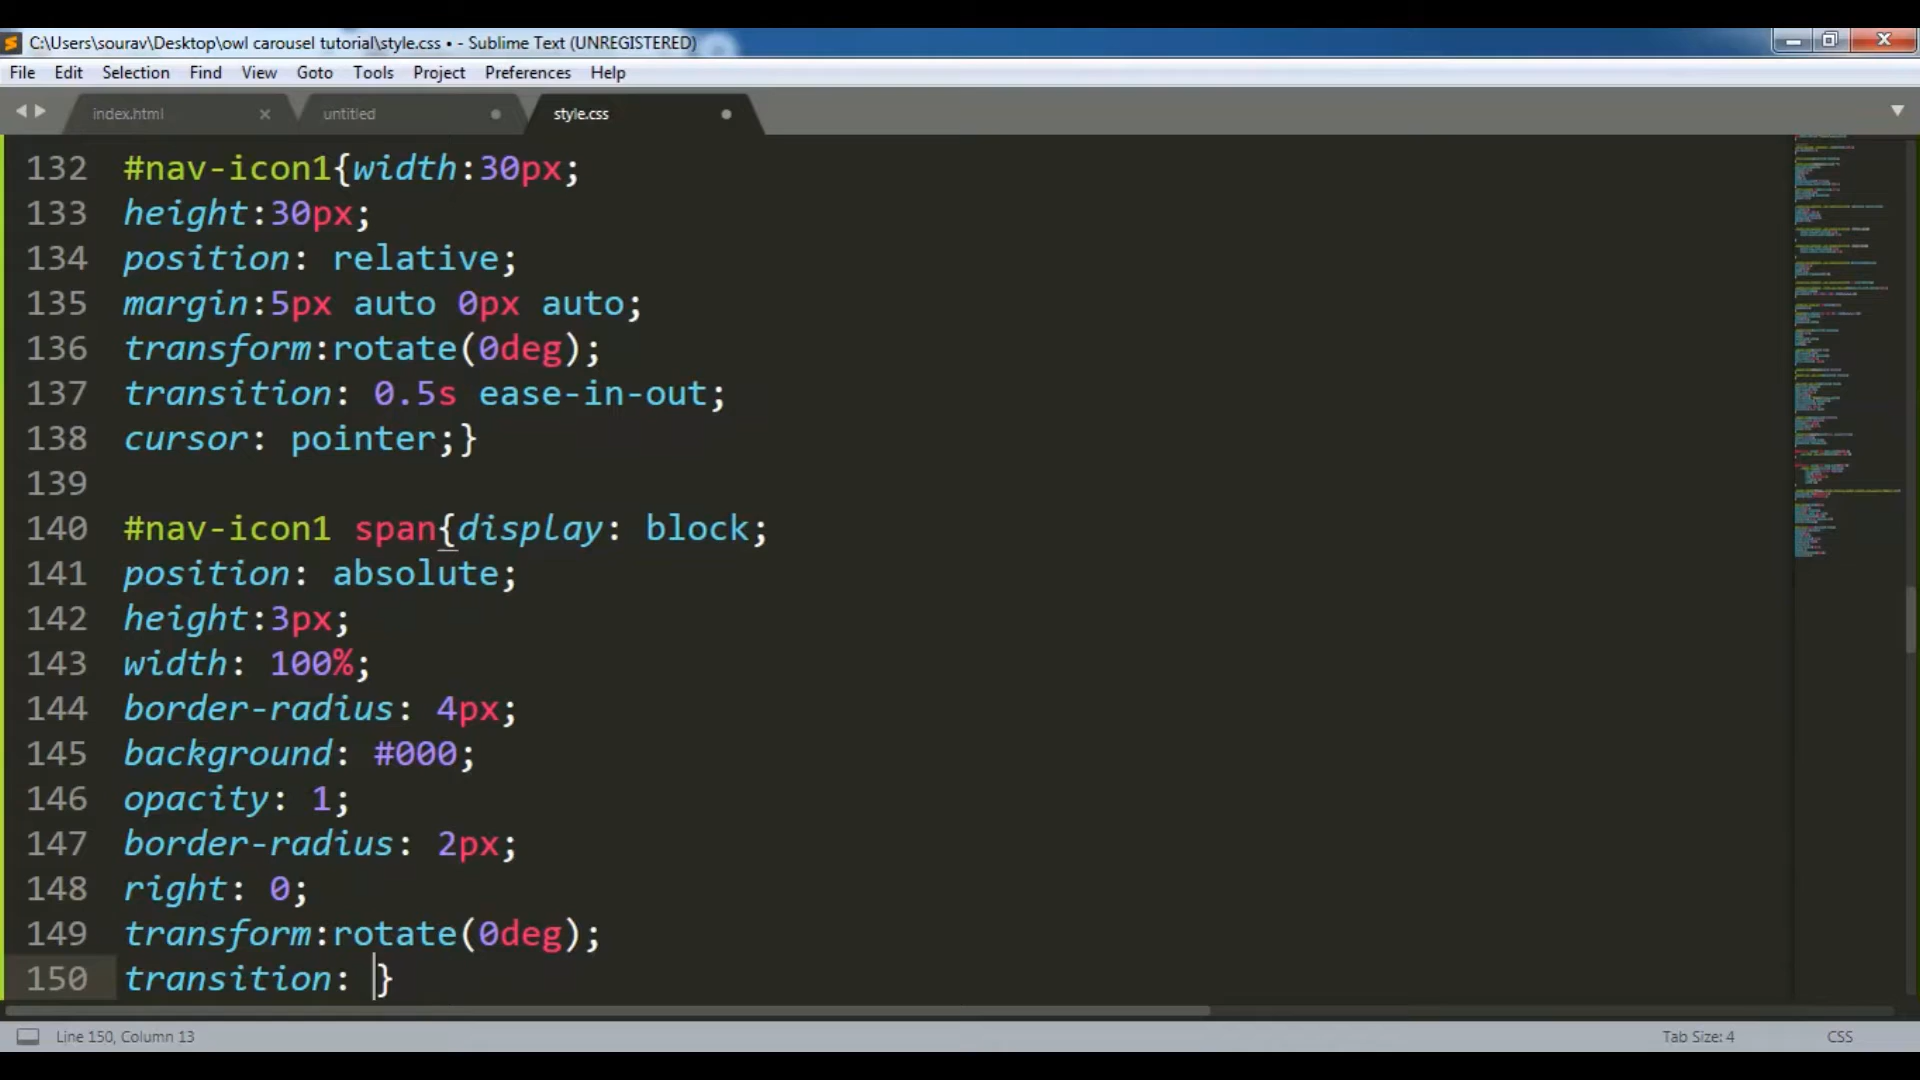 C:\Users\sourav\Desktop\owl carousel tutorial\style.css • - Sublime Text (UNREGISTERED)
File Edit Selection Find View Goto Tools Project Preferences Help
index.html untitled style.css
132 #nav-icon1{width:30px;
133 height:30px;
134 position: relative;
135 margin:5px auto 0px auto;
136 transform:rotate(0deg);
137 transition: 0.5s ease-in-out;
138 cursor: pointer;}
139
140 #nav-icon1 span{display: block;
141 position: absolute;
142 height:3px;
143 width: 100%;
144 border-radius: 4px;
145 background: #000;
146 opacity: 1;
147 border-radius: 2px;
148 right: 0;
149 transform:rotate(0deg);
150 transition: }
Line 150, Column 13 Tab Size: 4 CSS